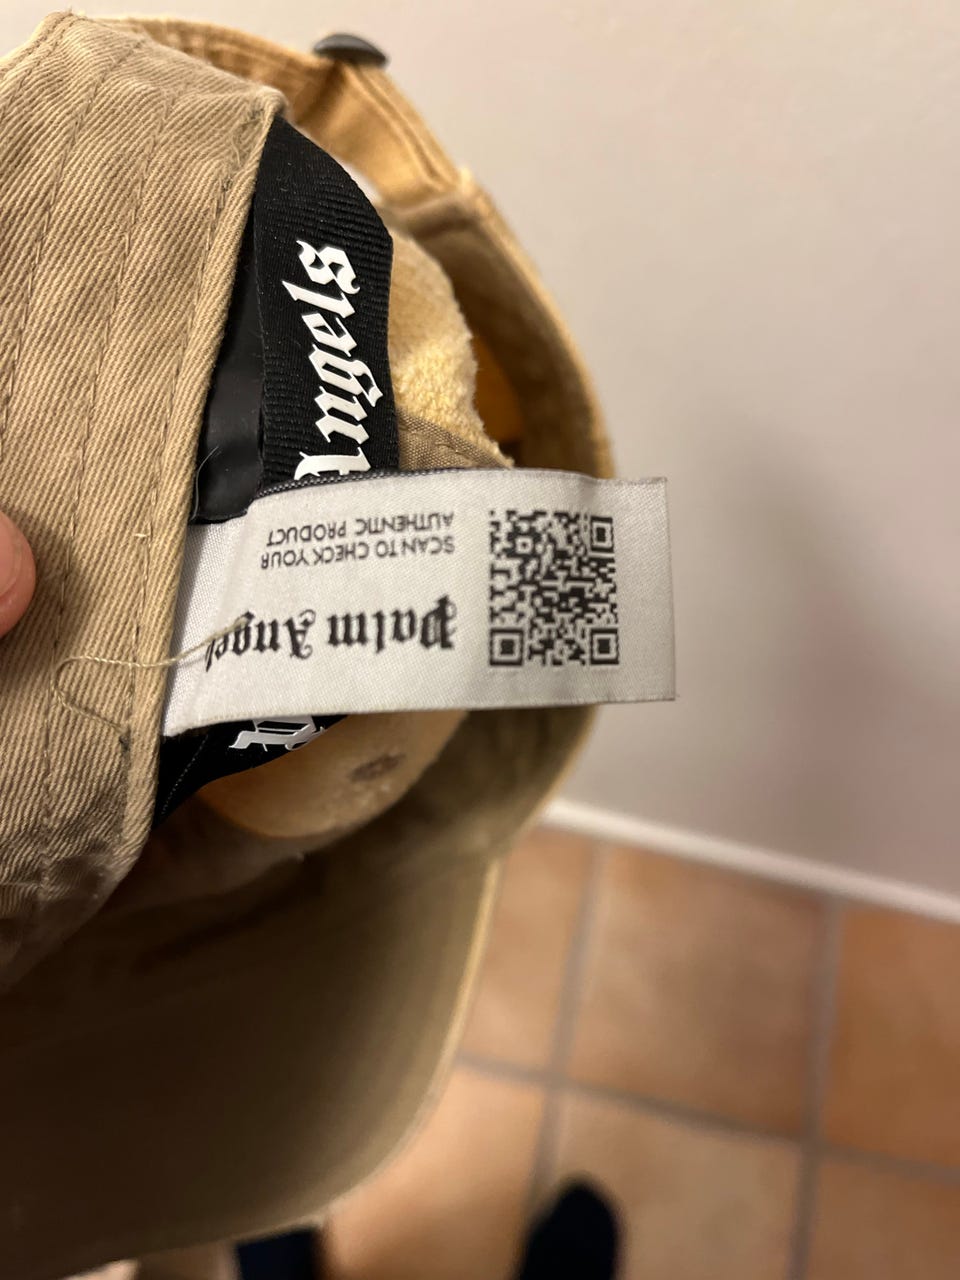 Angels
SCAN TO CHECK YOUR
AUTHENTIC PRODUCT
Palm Angel